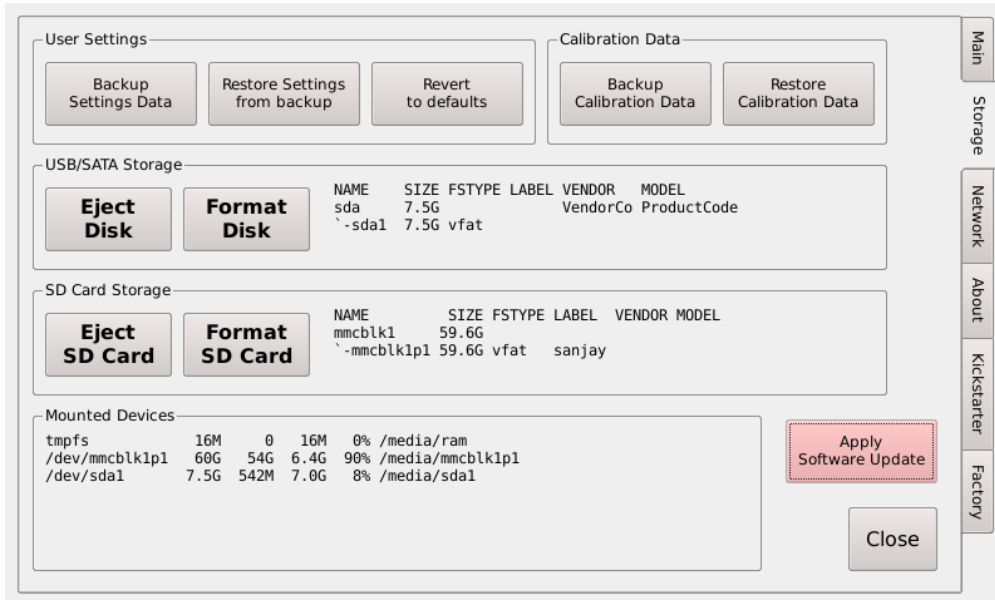 User Settings
Backup
Settings Data
Restore Settings
from backup
Revert
to defaults
Calibration Data
Backup
Calibration Data
Restore
Calibration Data
USB/SATA Storage
Eject
Disk
Format
Disk
NAME    SIZE FSTYPE LABEL VENDOR   MODEL
sda     7.5G              VendorCo ProductCode
`-sda1  7.5G vfat
SD Card Storage
Eject
SD Card
Format
SD Card
NAME         SIZE FSTYPE LABEL  VENDOR MODEL
mmcblk1     59.6G
`-mmcblk1p1 59.6G vfat   sanjay
Mounted Devices
tmpfs            16M     0   16M   0% /media/ram
/dev/mmcblk1p1   60G   54G  6.4G  90% /media/mmcblk1p1
/dev/sda1       7.5G  542M  7.0G   8% /media/sda1
Apply
Software Update
Close
Main
Storage
Network
About
Kickstarter
Factory